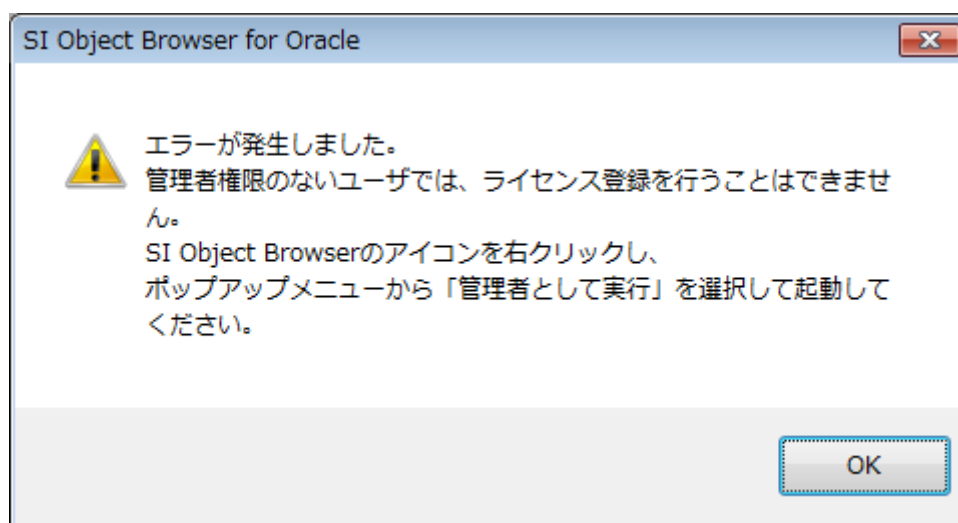 SI Object Browser for Oracle
エラーが発生しました。
管理者権限のないユーザでは、ライセンス登録を行うことはできませ
ん。
SI Object Browserのアイコンを右クリックし、
ポップアップメニューから「管理者として実行」を選択して起動して
ください。
OK